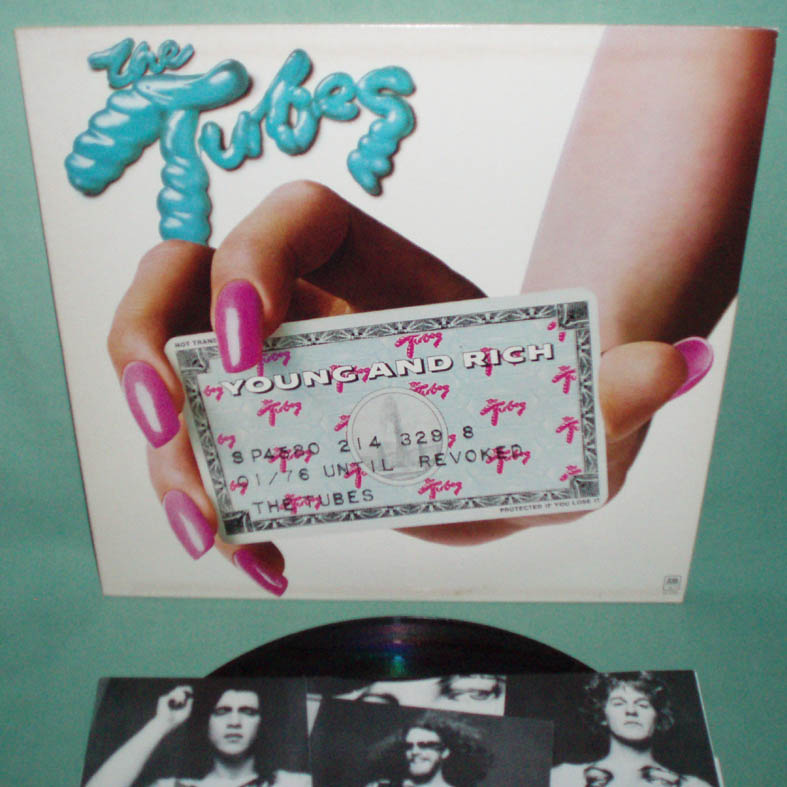 the
Tubes
NOT TRANS
YOUNG AND RICH
SP4580 214 329 8
01/76 UNTIL REVOKED
THE TUBES
PROTECTED IF YOU LOSE IT
A&M